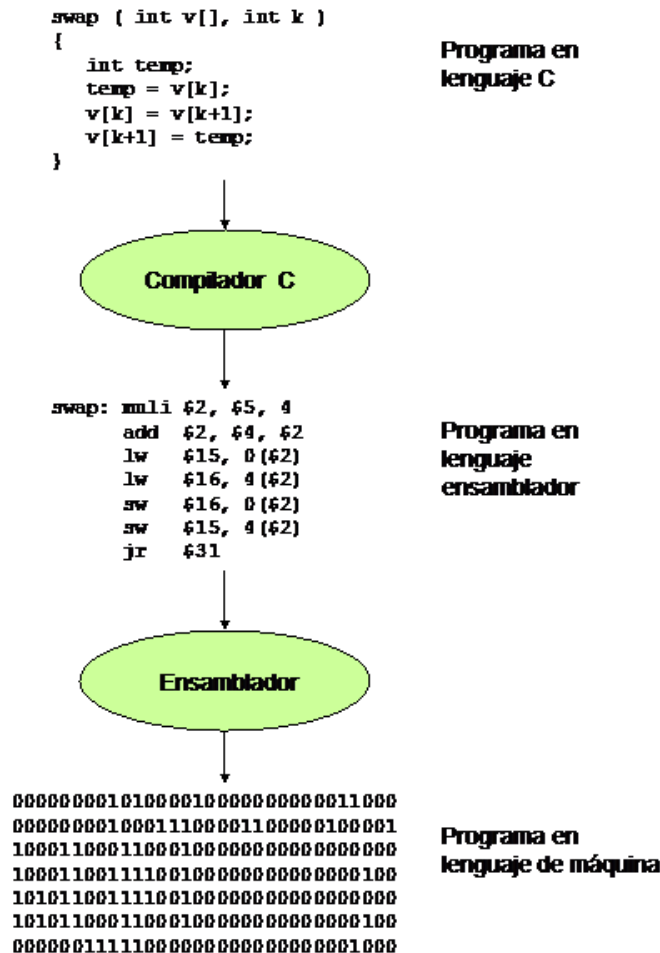 swap ( int v[], int k )
{
int temp;
temp = v[k];
v[k] = v[k+1];
v[k+1] = temp;
}
Programa en
lenguaje C
Compilador C
swap: muli $2, $5, 4
add $2, $4, $2
lw $15, 0($2)
lw $16, 4($2)
sw $16, 0($2)
sw $15, 4($2)
jr $31
Programa en
lenguaje
ensamblador
Ensamblador
00000000101000010000000000011000
00000000100011100001100000100001
10001100011000100000000000000000
10001100111100100000000000000100
10101100111100100000000000000000
10101100011000100000000000000100
00000011111000000000000000001000
Programa en
lenguaje de máquina